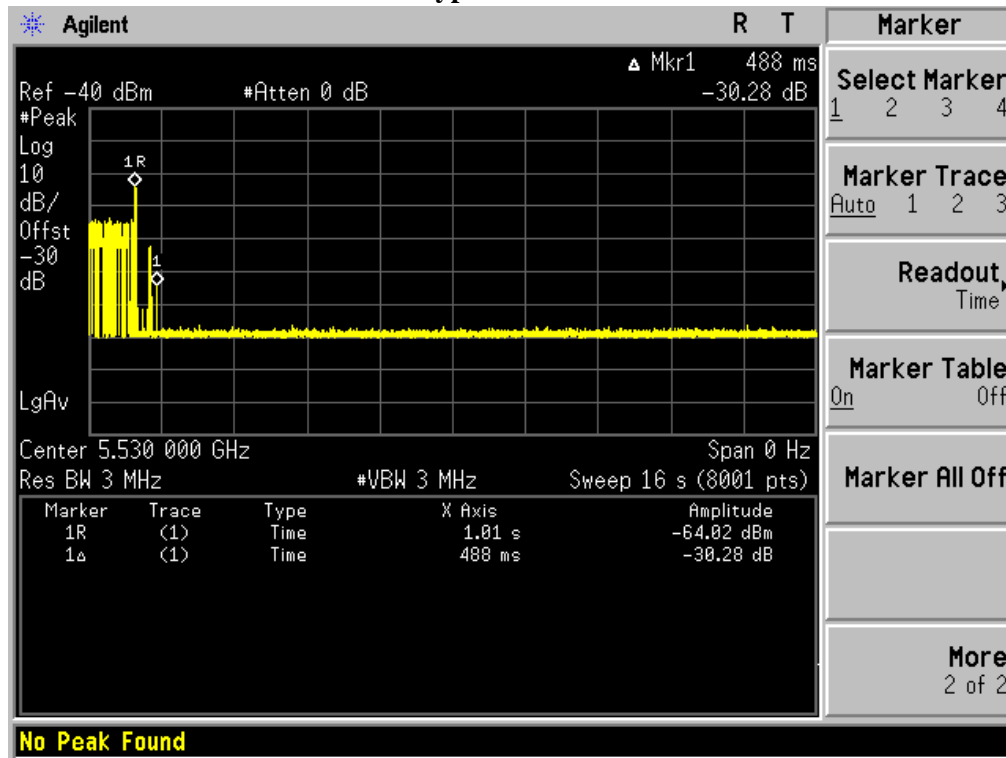 Agilent R T Marker
Δ Mkr1 488 ms
Ref -40 dBm #Atten 0 dB -30.28 dB
#Peak
Log
10
dB/
Offst
-30
dB
1R
1
LgAv
Center 5.530 000 GHz Span 0 Hz
Res BW 3 MHz #VBW 3 MHz Sweep 16 s (8001 pts)
Marker Trace Type X Axis Amplitude
1R (1) Time 1.01 s -64.02 dBm
1Δ (1) Time 488 ms -30.28 dB
No Peak Found
Select Marker
1 2 3 4
Marker Trace
Auto 1 2 3
Readout
Time
Marker Table
On Off
Marker All Off
More
2 of 2